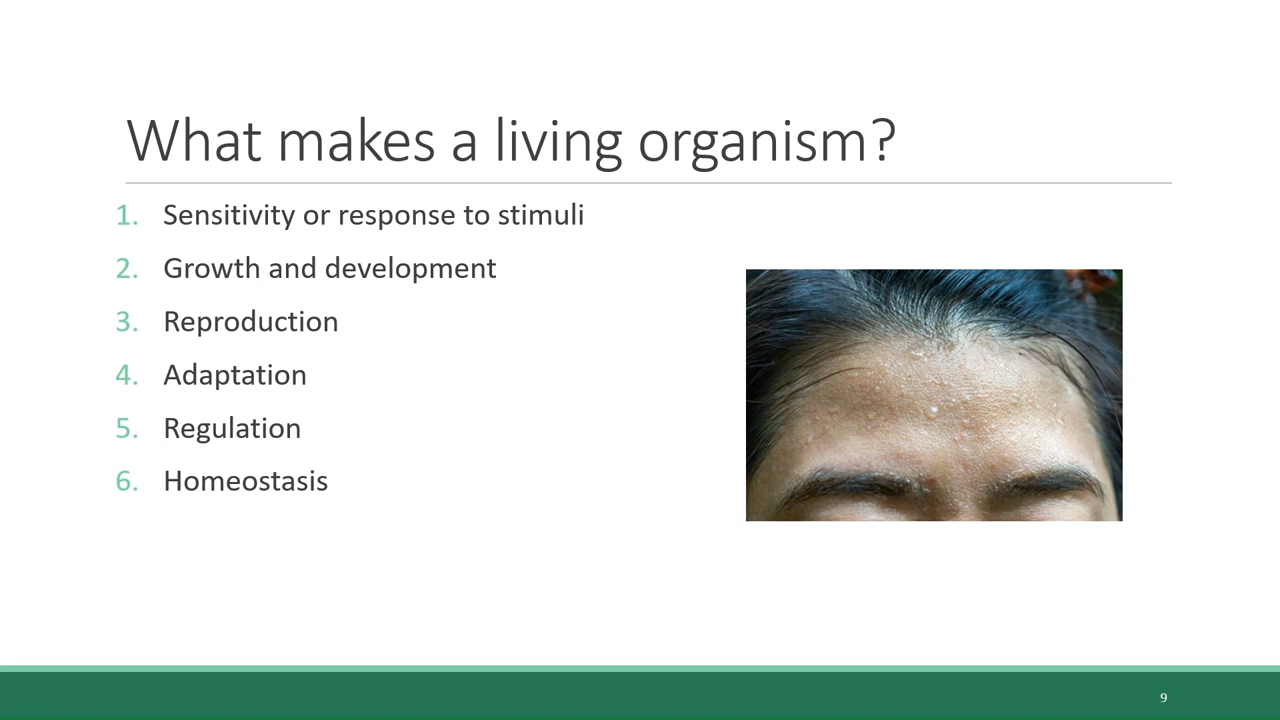 What makes a living organism?
1. Sensitivity or response to stimuli
2. Growth and development
3. Reproduction
4. Adaptation
5. Regulation
6. Homeostasis
9